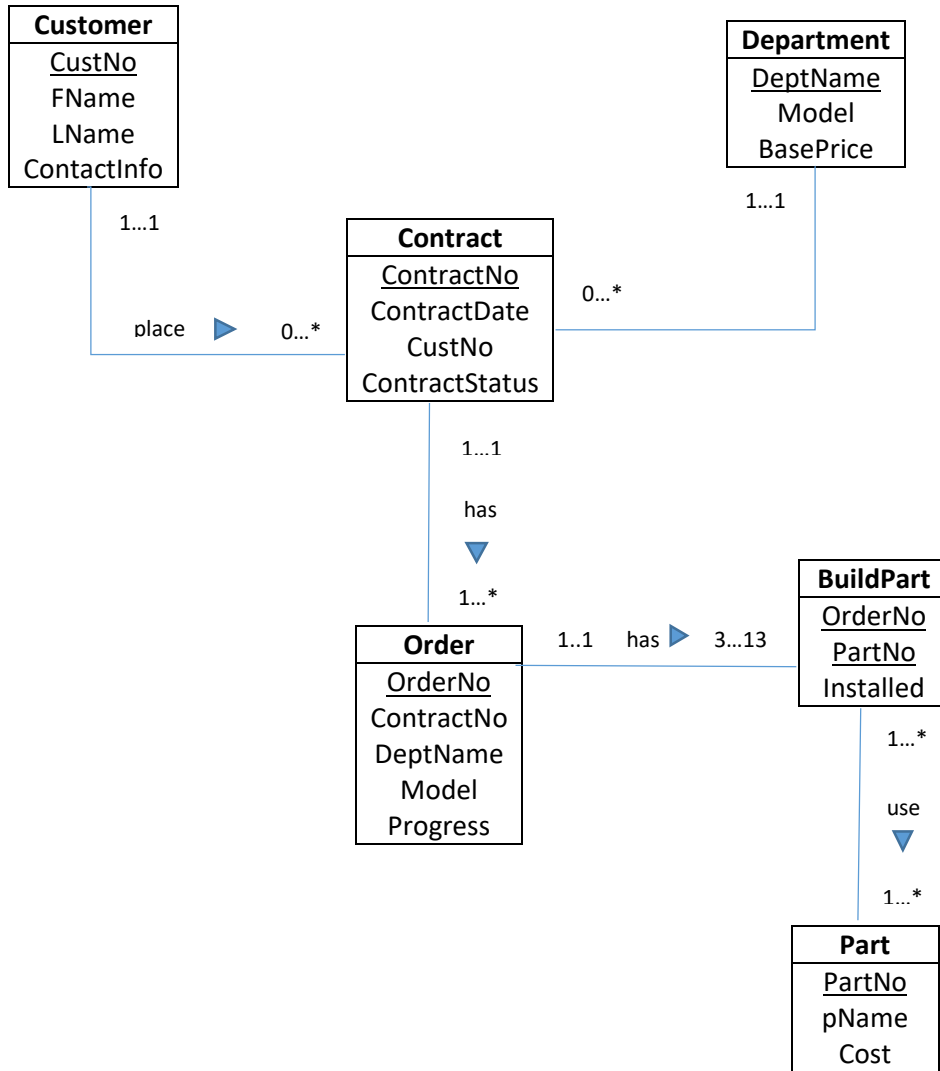 Customer
CustNo
FName
LName
ContactInfo
1...1
place
0...*
Department
DeptName
Model
BasePrice
1...1
0...*
Contract
ContractNo
ContractDate
CustNo
ContractStatus
1...1
has
1...*
Order
OrderNo
ContractNo
DeptName
Model
Progress
1..1 has 3...13
BuildPart
OrderNo
PartNo
Installed
1...*
use
1...*
Part
PartNo
pName
Cost